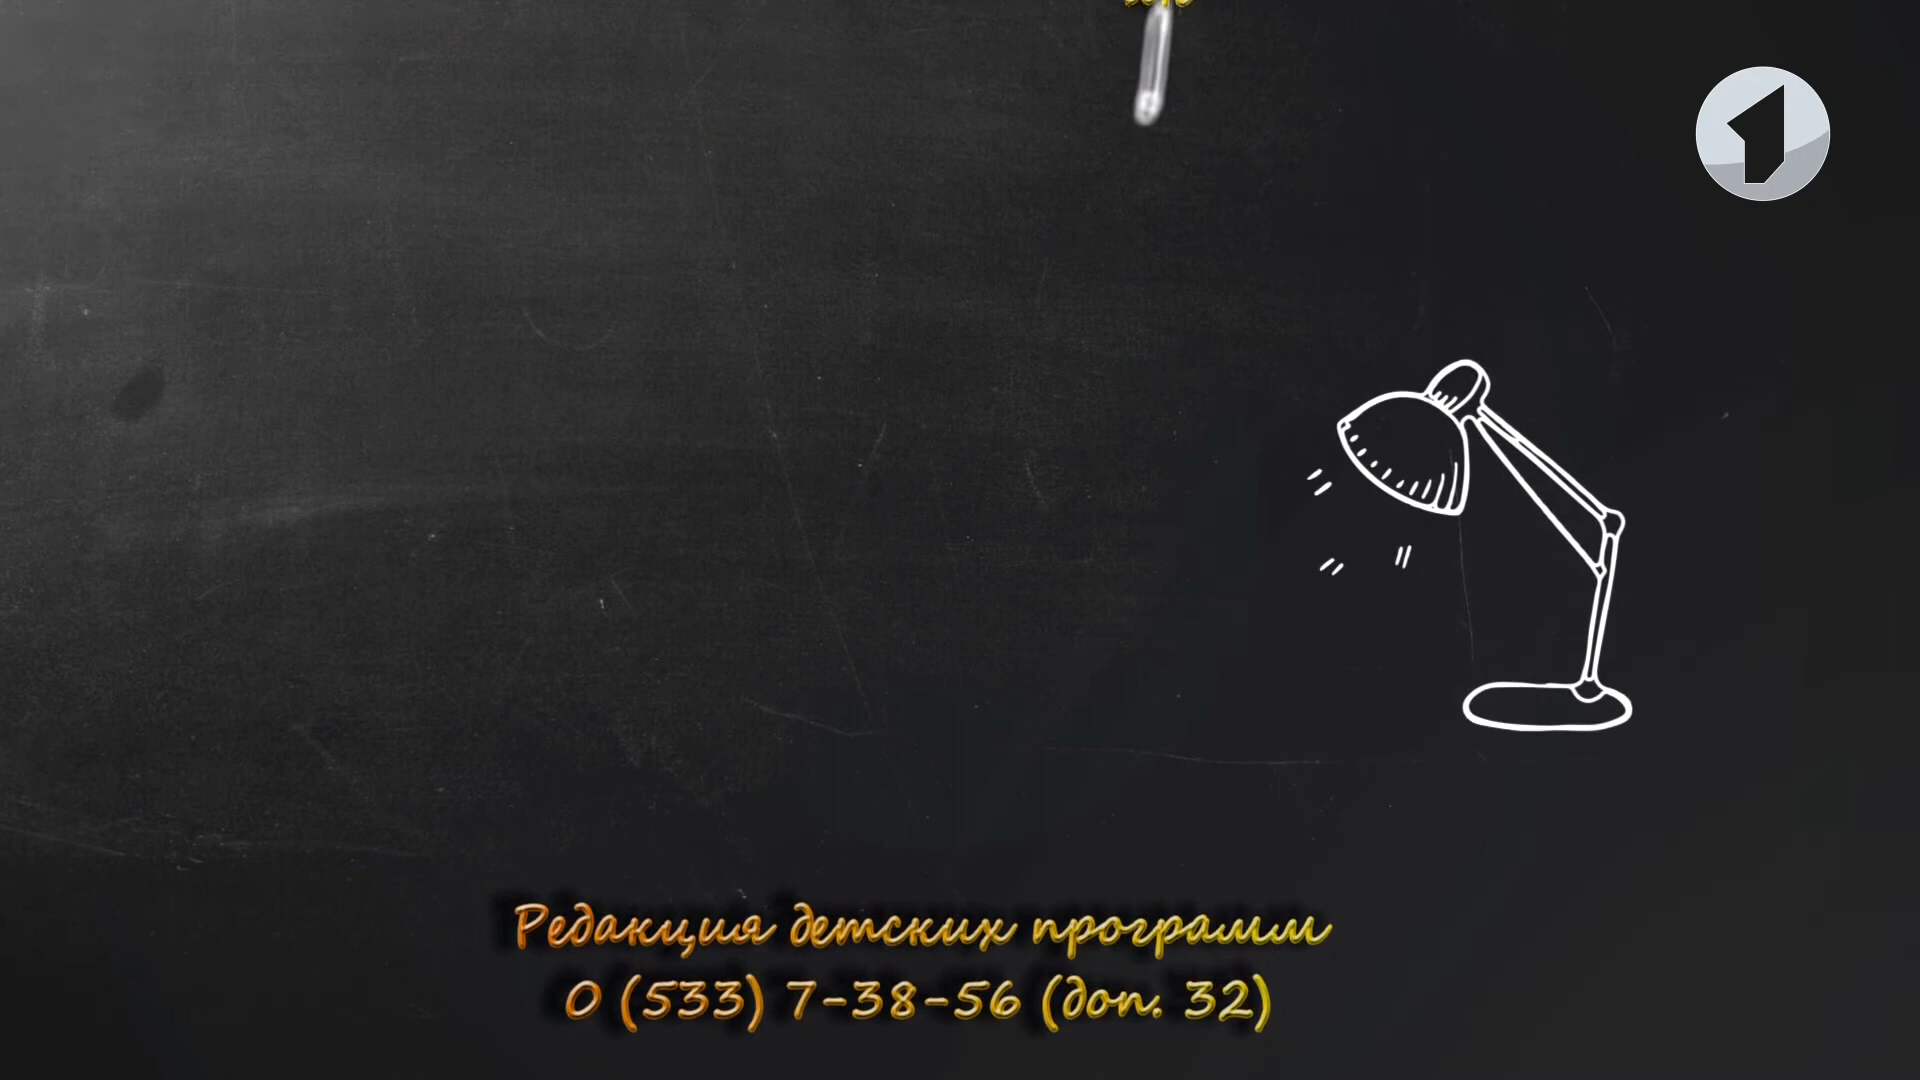 Редакция детских программ
0 (533) 7-38-56 (доп. 32)